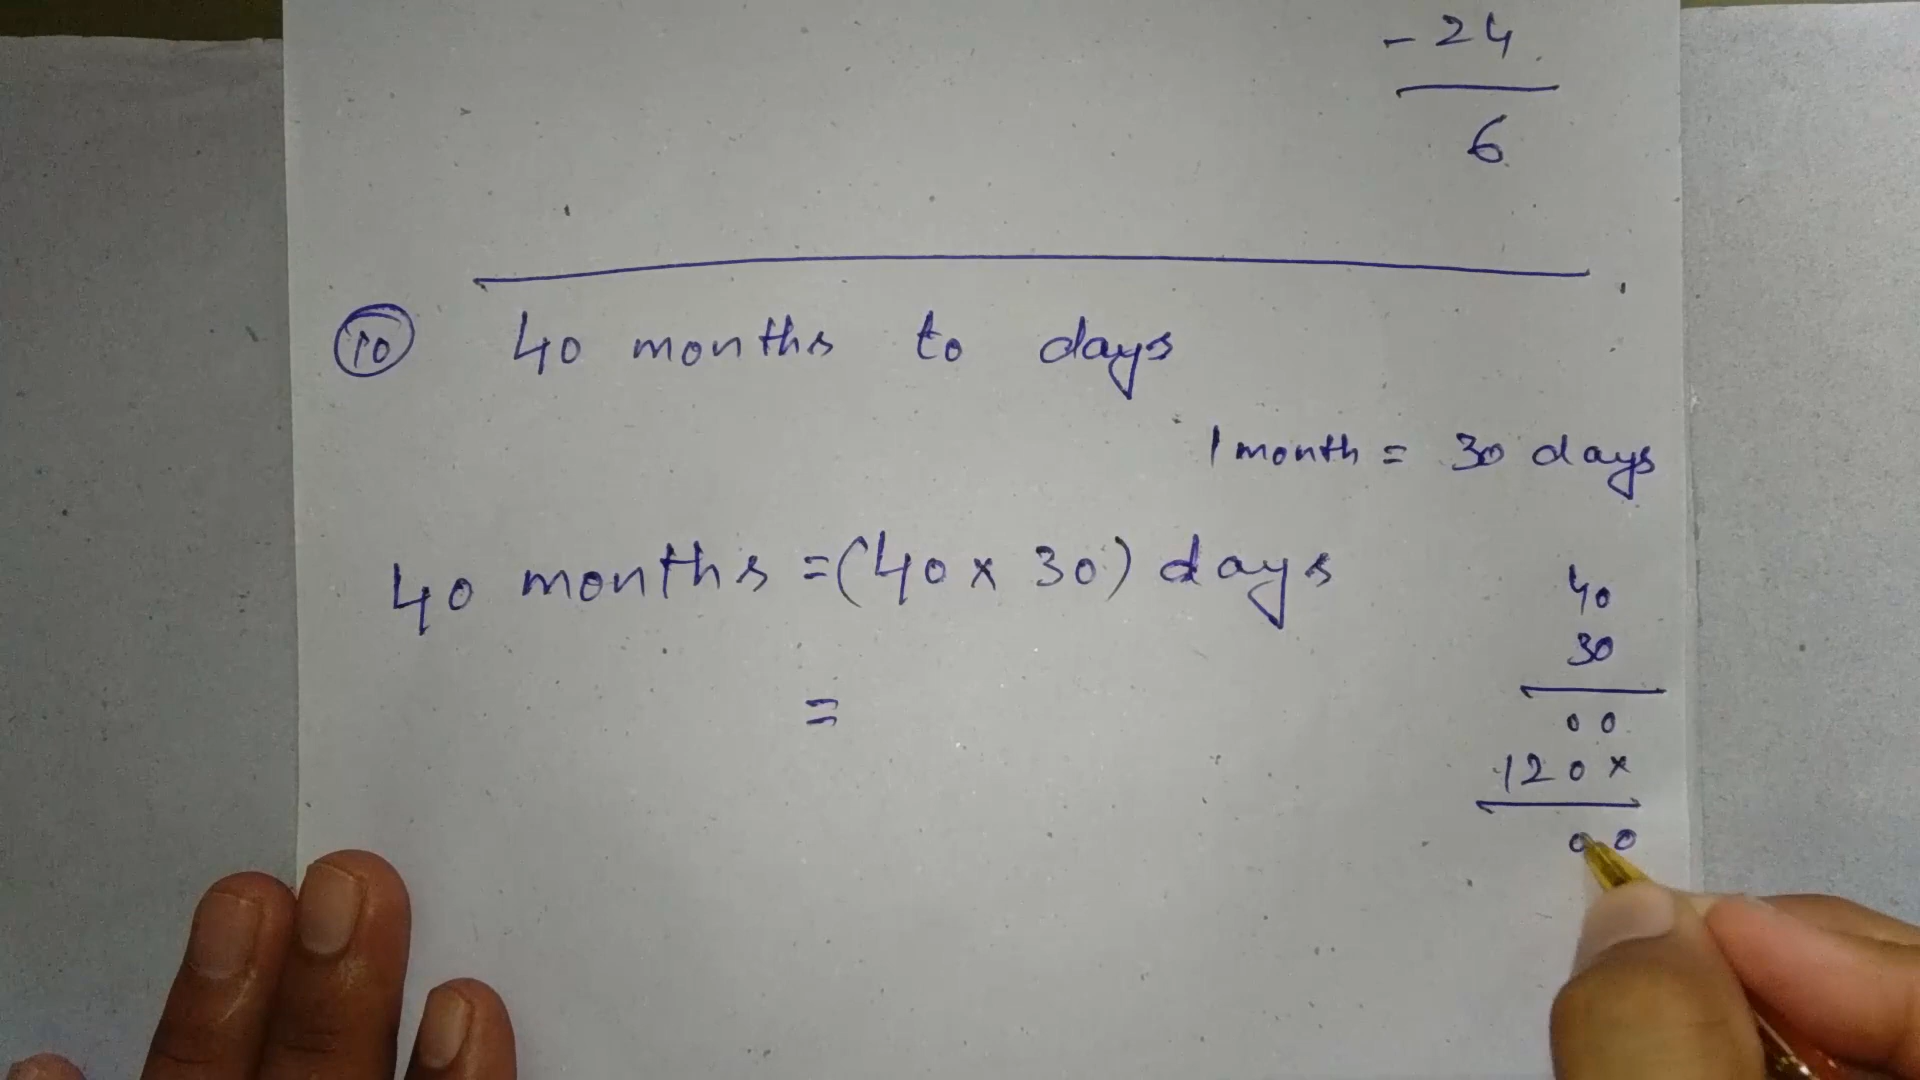 - 24
6
10 40 months to days
1 month = 30 days
40 months = (40 x 30) days
=
40
30
00
120x
00